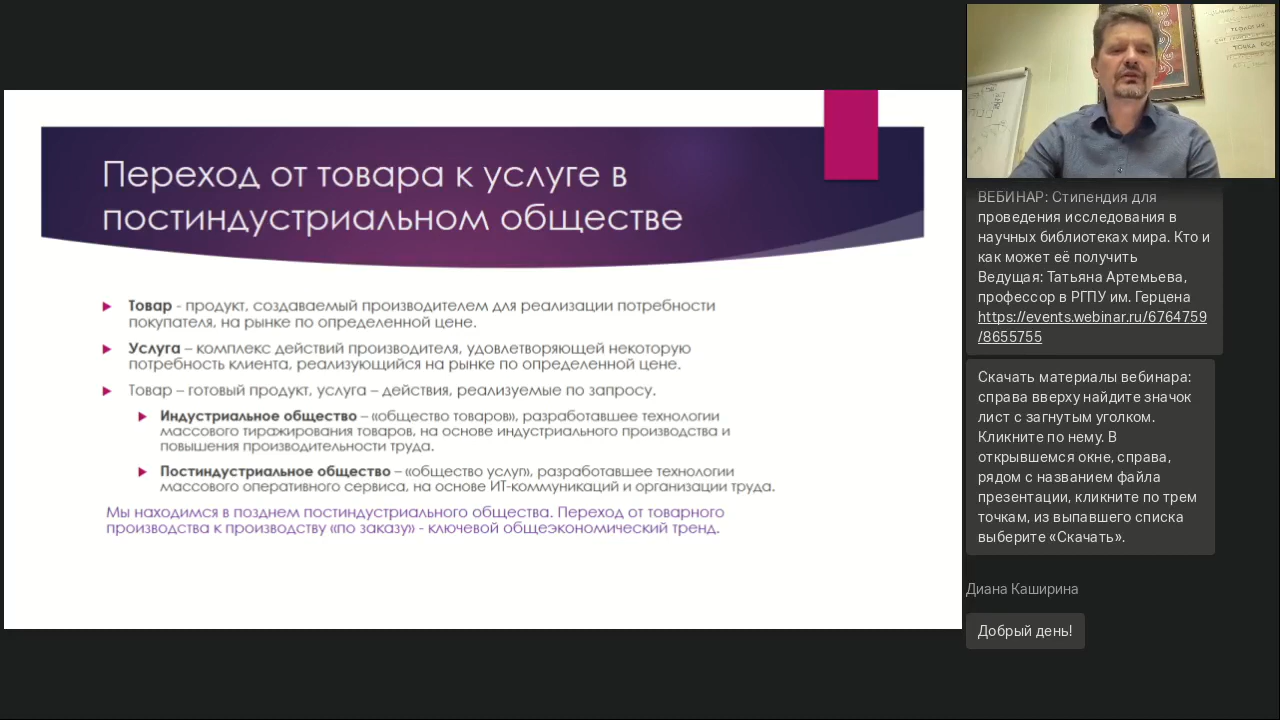 Переход от товара к услуге в
постиндустриальном обществе
Товар - продукт, создаваемый производителем для реализации потребности
покупателя, на рынке по определенной цене.
Услуга – комплекс действий производителя, удовлетворяющей некоторую
потребность клиента, реализующийся на рынке по определенной цене.
Товар – готовый продукт, услуга – действия, реализуемые по запросу.
Индустриальное общество – «общество товаров», разработавшее технологии
массового тиражирования товаров, на основе индустриального производства и
повышения производительности труда.
Постиндустриальное общество – «общество услуг», разработавшее технологии
массового оперативного сервиса, на основе ИТ-коммуникаций и организации труда.
Мы находимся в позднем постиндустриального общества. Переход от товарного
производства к производству «по заказу» - ключевой общеэкономический тренд.
ТОЧКА
ВЕБИНАР: Стипендия для
проведения исследования в
научных библиотеках мира. Кто и
как может её получить
Ведущая: Татьяна Артемьева,
профессор в РГПУ им. Герцена
https://events.webinar.ru/6764759
/8655755
Скачать материалы вебинара:
справа вверху найдите значок
лист с загнутым уголком.
Кликните по нему. В
открывшемся окне, справа,
рядом с названием файла
презентации, кликните по трем
точкам, из выпавшего списка
выберите «Скачать».
Диана Каширина
Добрый день!